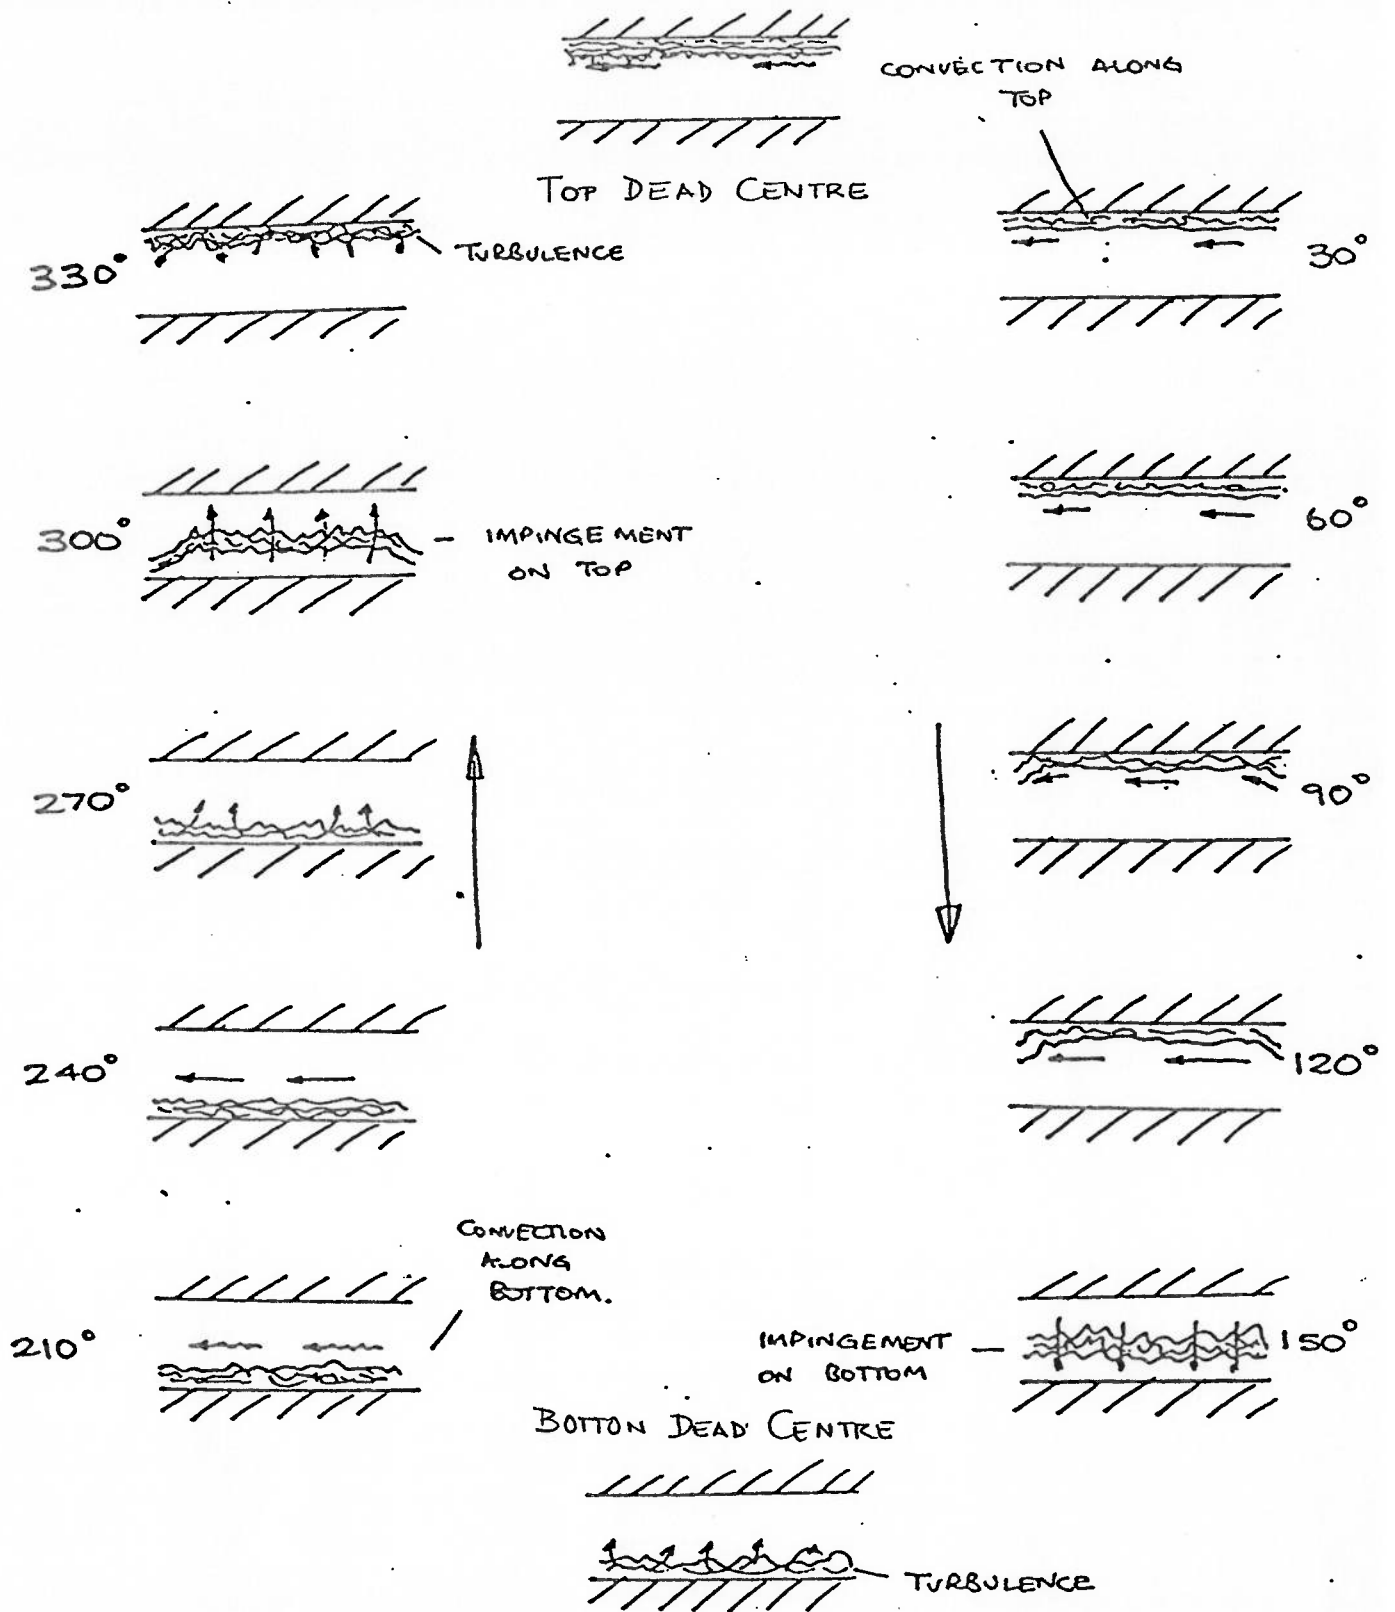 CONVECTION ALONG
TOP
TOP DEAD CENTRE
330°
TURBULENCE
30°
300°
IMPINGEMENT
ON TOP
60°
270°
90°
240°
120°
CONVECTION
ALONG
BOTTOM.
210°
IMPINGEMENT
ON BOTTOM
150°
BOTTON DEAD CENTRE
TURBULENCE